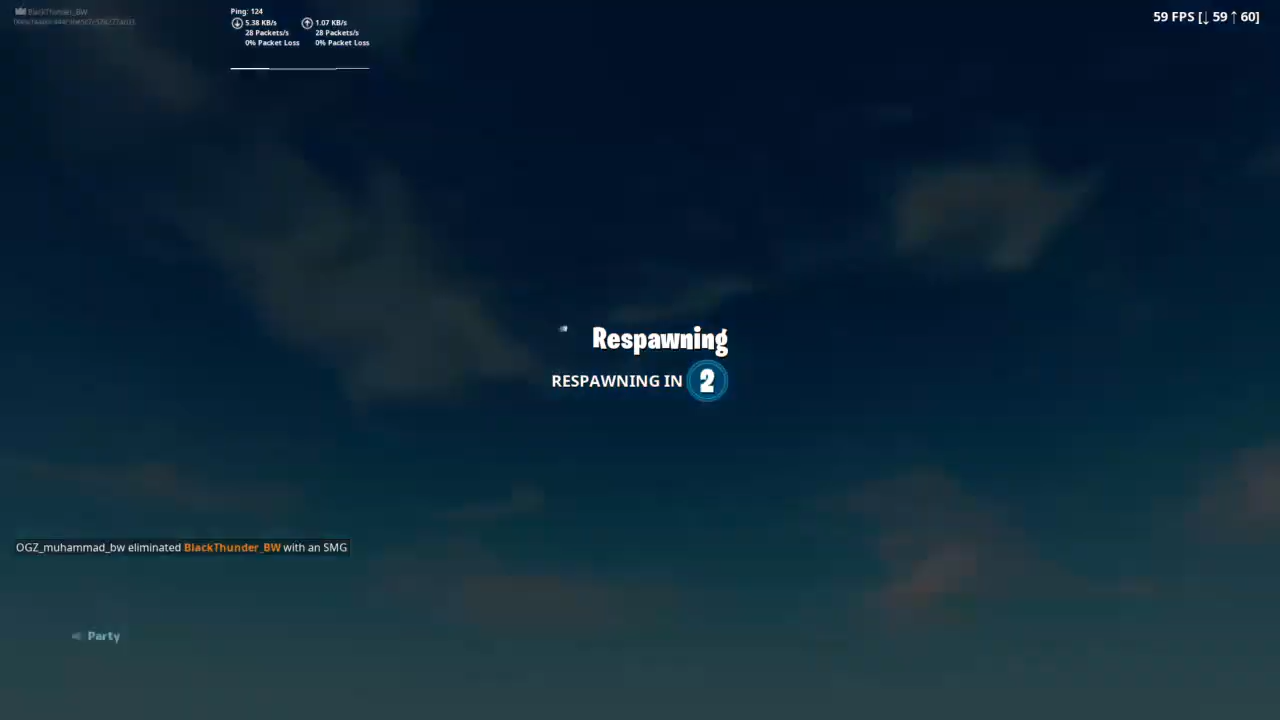 BlackThunder_BW
Ping: 124
5.38 KB/s
1.07 KB/s
28 Packets/s
28 Packets/s
0% Packet Loss
0% Packet Loss
59 FPS [↓ 59 ↑ 60]
Respawning
RESPAWNING IN 2
OGZ_muhammad_bw eliminated BlackThunder_BW with an SMG
Party